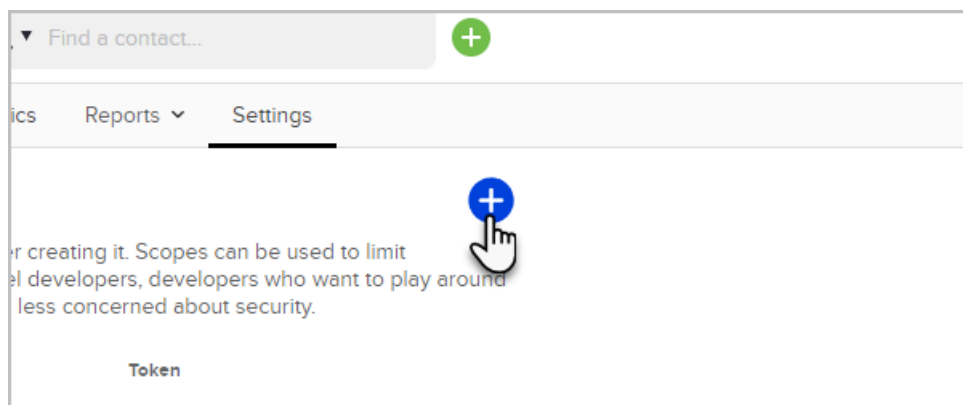 Find a contact...
ics Reports Settings
r creating it. Scopes can be used to limit
el developers, developers who want to play around
less concerned about security.
Token